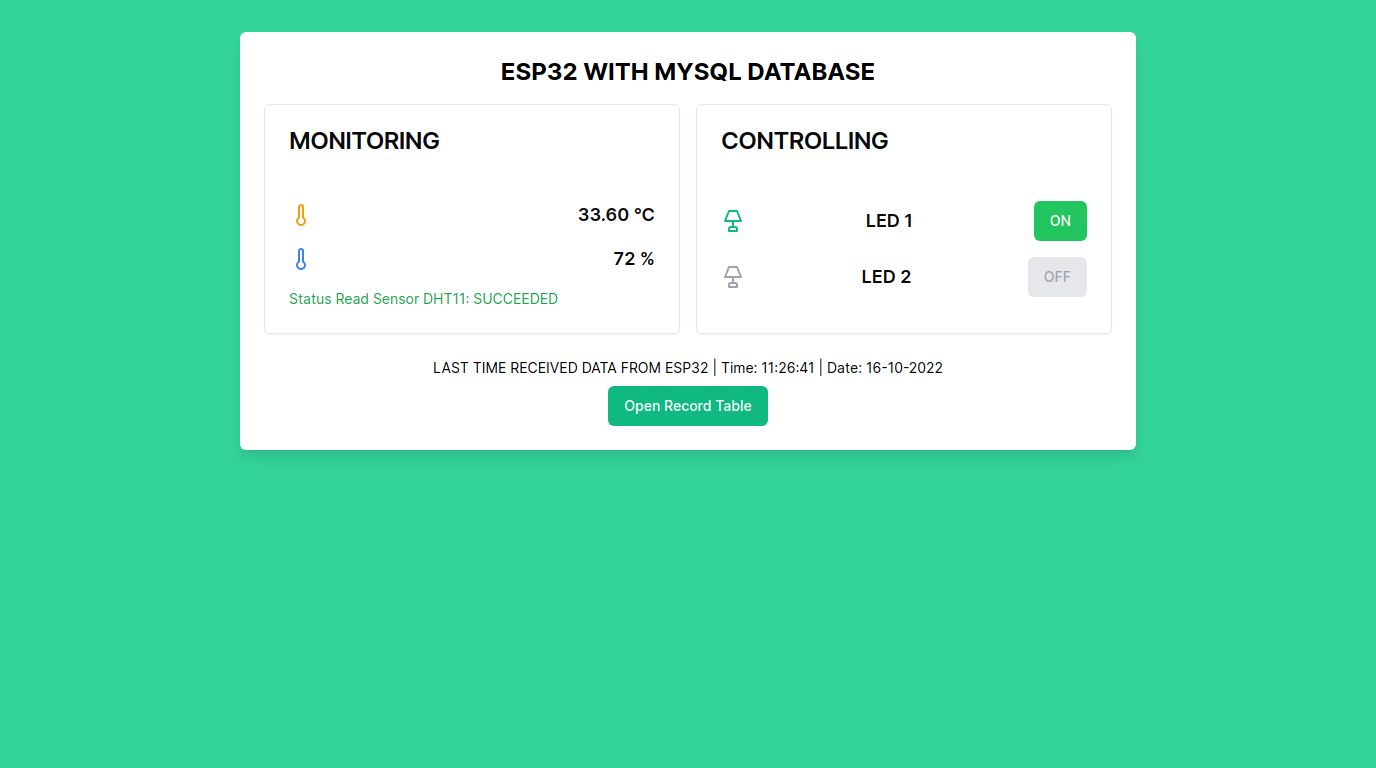 ESP32 WITH MYSQL DATABASE
MONITORING
33.60 °C
72 %
Status Read Sensor DHT11: SUCCEEDED
CONTROLLING
LED 1 ON
LED 2 OFF
LAST TIME RECEIVED DATA FROM ESP32 | Time: 11:26:41 | Date: 16-10-2022
Open Record Table